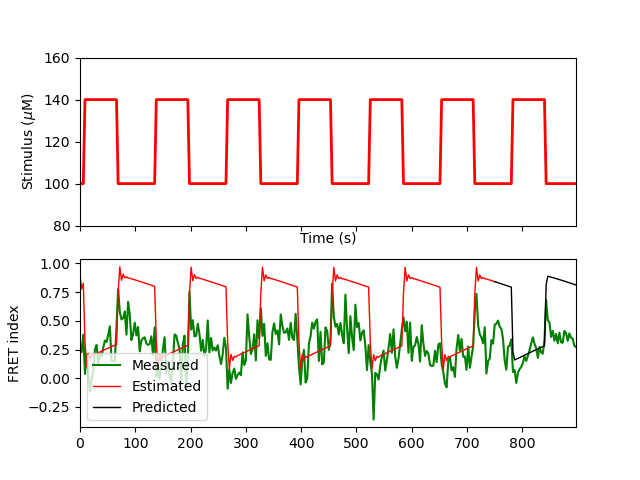 160
140
120
100
80
Stimulus (μM)
Time (s)
1.00
0.75
0.50
0.25
0.00
−0.25
FRET index
Measured
Estimated
Predicted
0 100 200 300 400 500 600 700 800